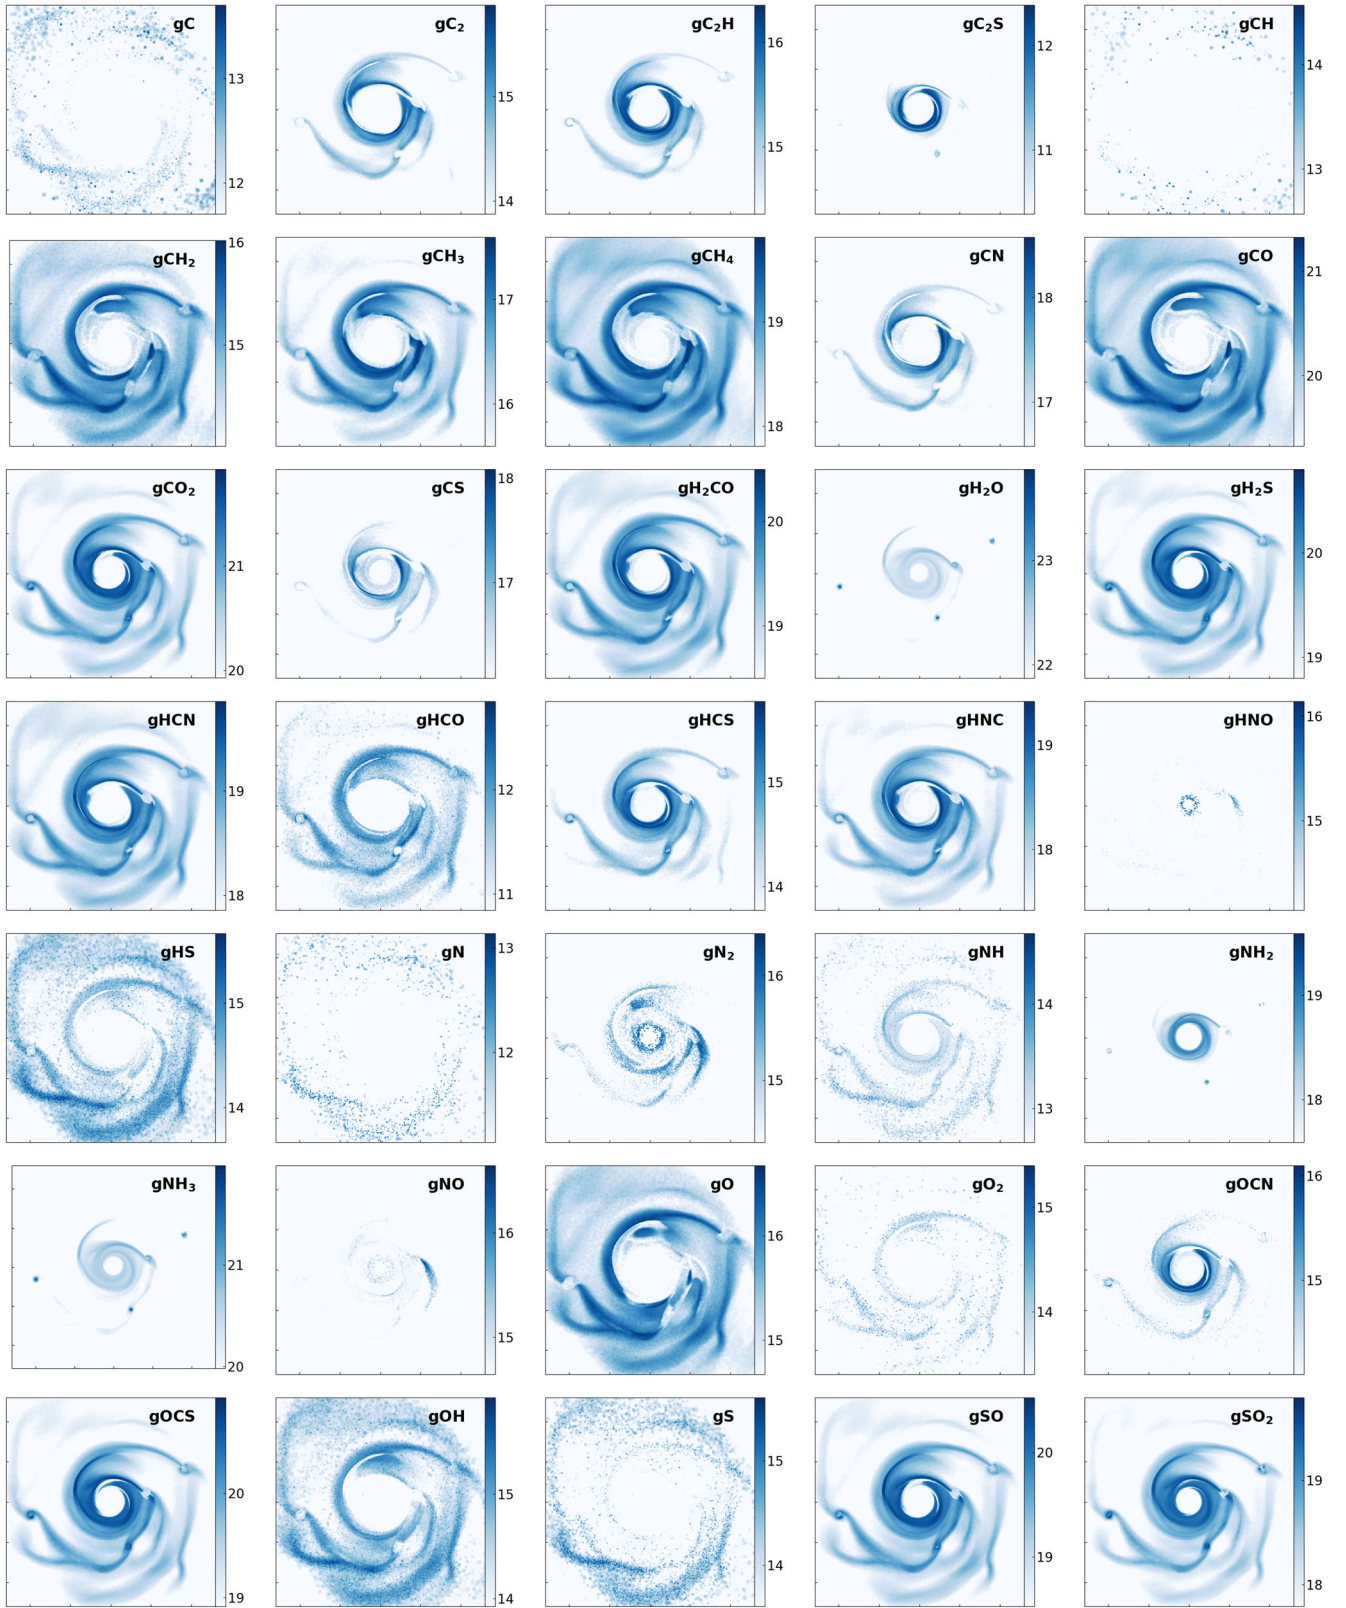 gC
13
12
gC₂
15
14
gC₂H
16
15
gC₂S
12
11
gCH
14
13
gCH₂
16
15
gCH₃
17
16
gCH₄
19
18
gCN
18
17
gCO
21
20
gCO₂
21
20
gCS
18
17
gH₂CO
20
19
gH₂O
23
22
gH₂S
20
19
gHCN
19
18
gHCO
12
11
gHCS
15
14
gHNC
19
18
gHNO
16
15
gHS
15
14
gN
13
12
gN₂
16
15
gNH
14
13
gNH₂
19
18
gNH₃
21
20
gNO
16
15
gO
16
15
gO₂
15
14
gOCN
16
15
gOCS
20
19
gOH
15
14
gS
15
14
gSO
20
19
gSO₂
19
18